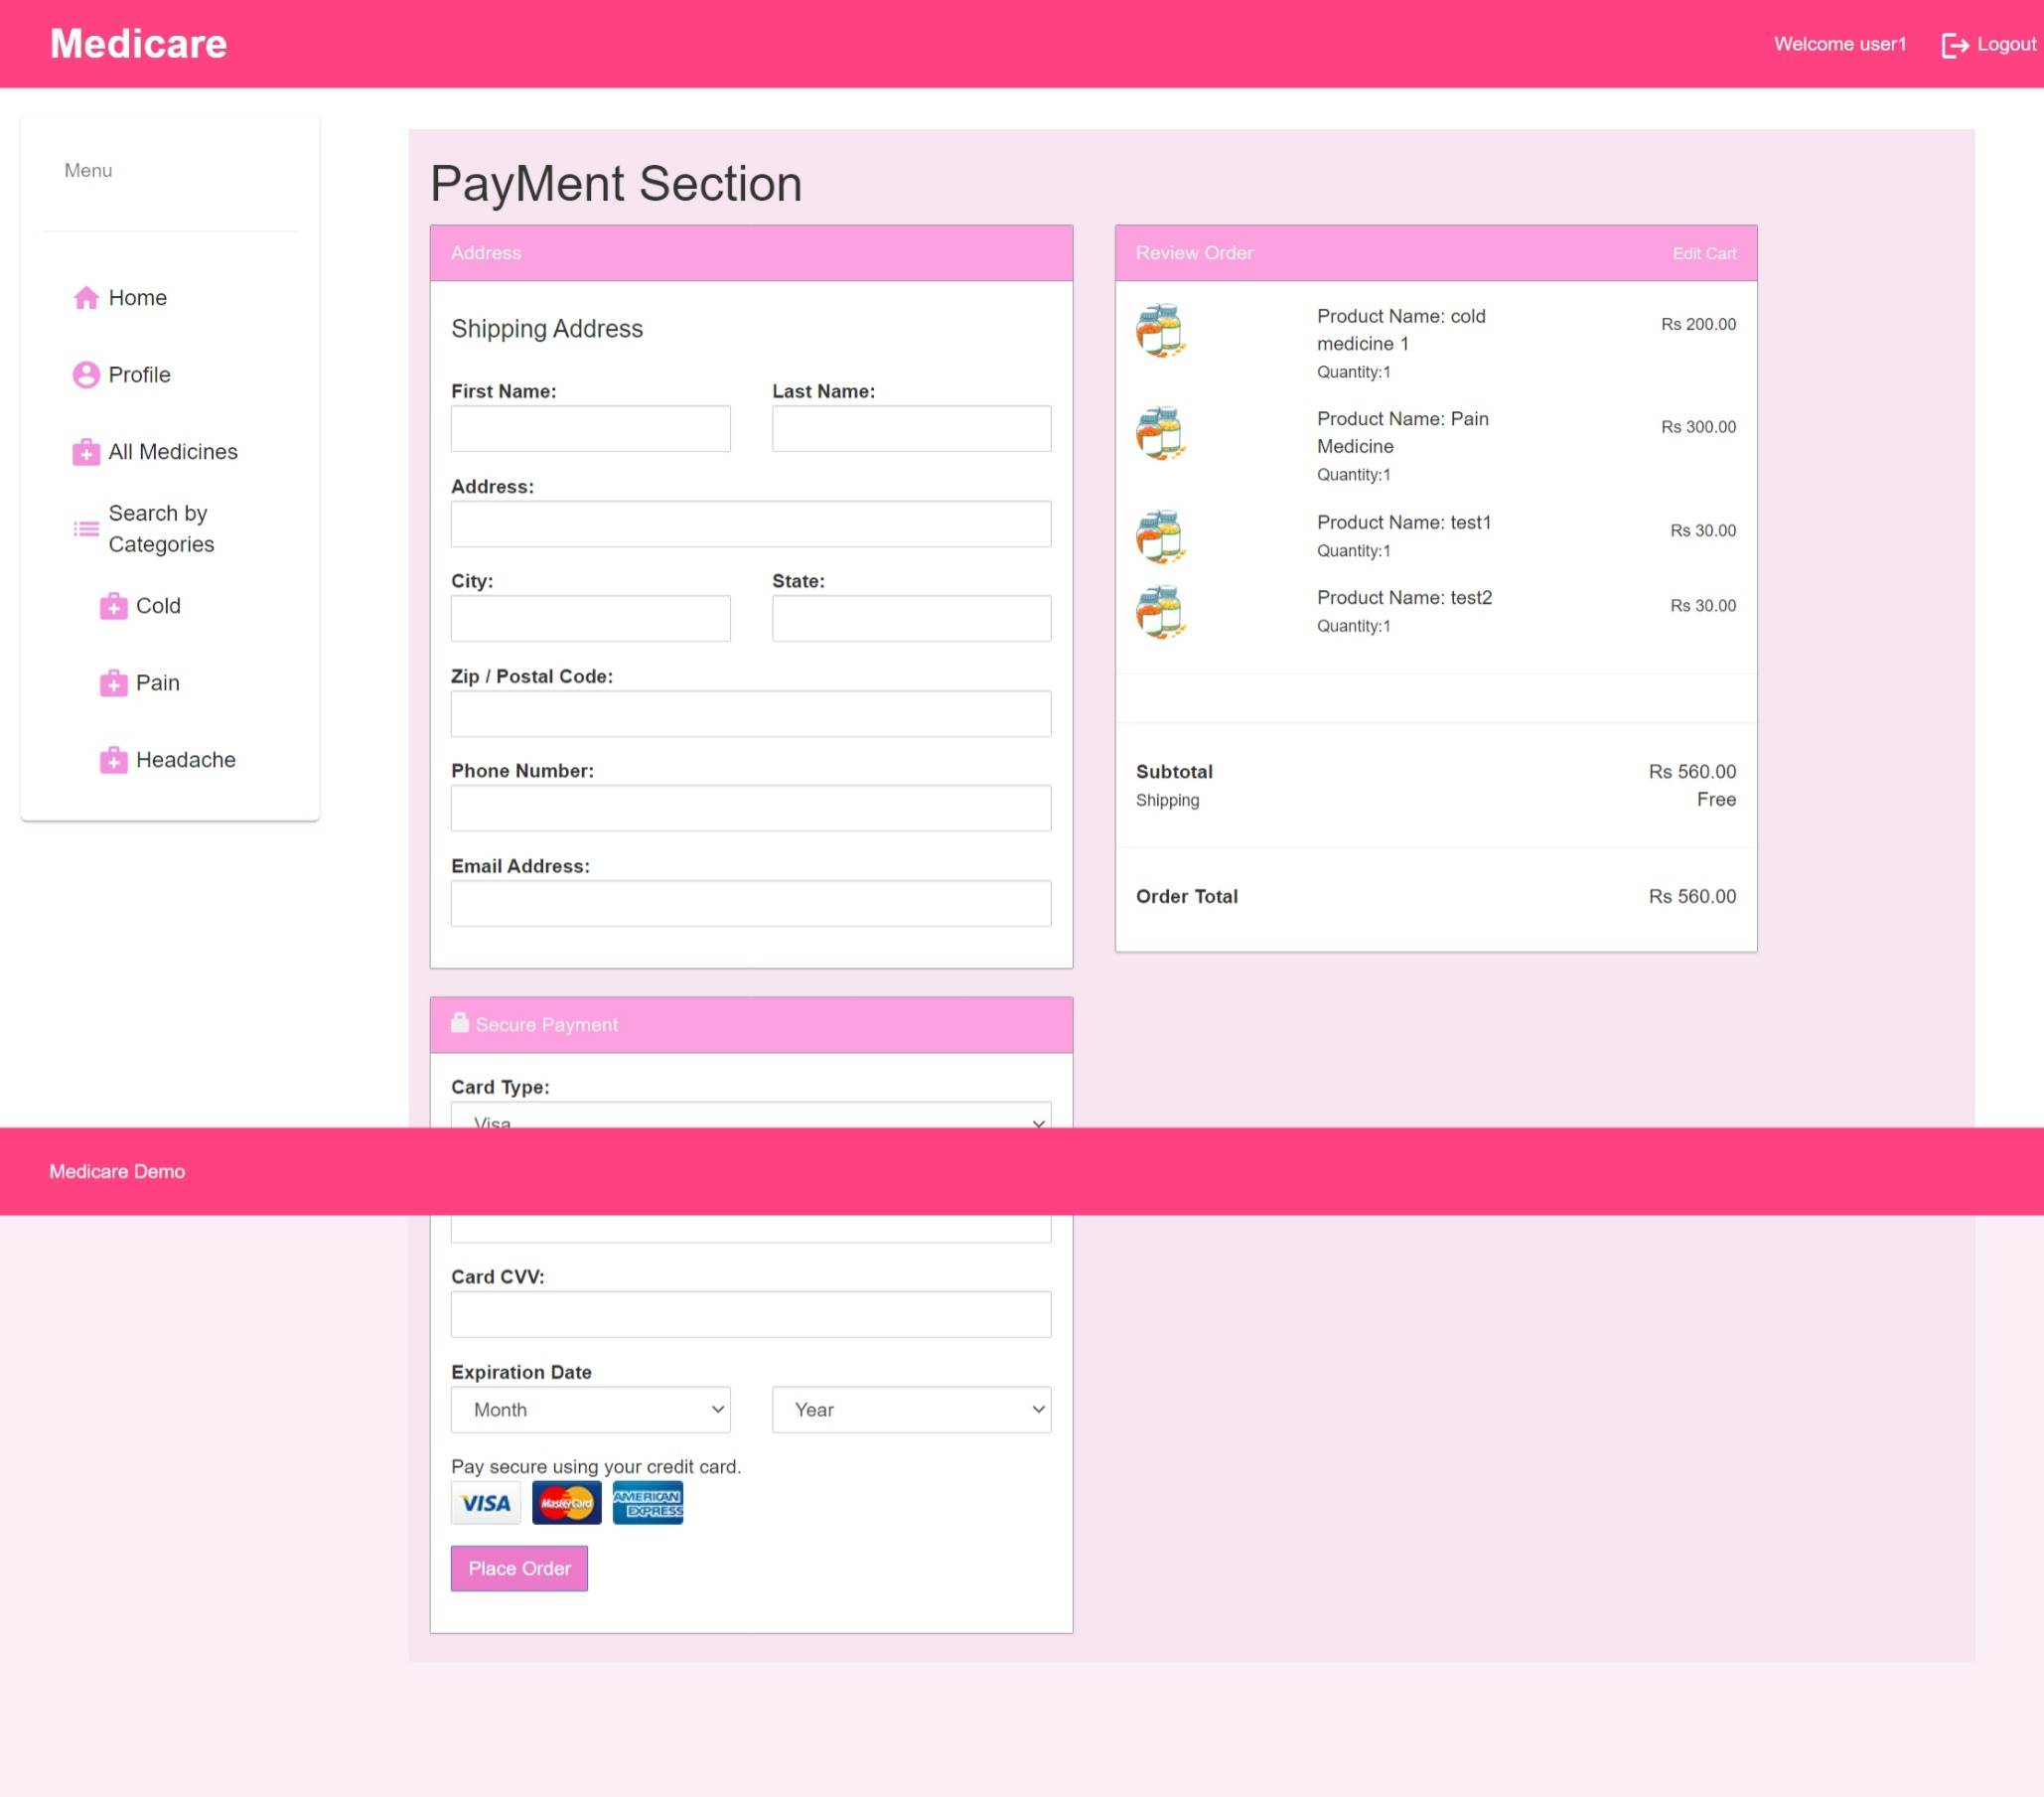 Medicare
Welcome user1
Logout
Menu
Home
Profile
All Medicines
Search by
Categories
Cold
Pain
Headache
PayMent Section
Address
Shipping Address
First Name:
Last Name:
Address:
City:
State:
Zip / Postal Code:
Phone Number:
Email Address:
Review Order
Edit Cart
Product Name: cold
medicine 1
Quantity:1
Rs 200.00
Product Name: Pain
Medicine
Quantity:1
Rs 300.00
Product Name: test1
Quantity:1
Rs 30.00
Product Name: test2
Quantity:1
Rs 30.00
Subtotal
Rs 560.00
Shipping
Free
Order Total
Rs 560.00
Secure Payment
Card Type:
Visa
Medicare Demo
Card CVV:
Expiration Date
Month
Year
Pay secure using your credit card.
VISA
MasterCard
AMERICAN
EXPRESS
Place Order